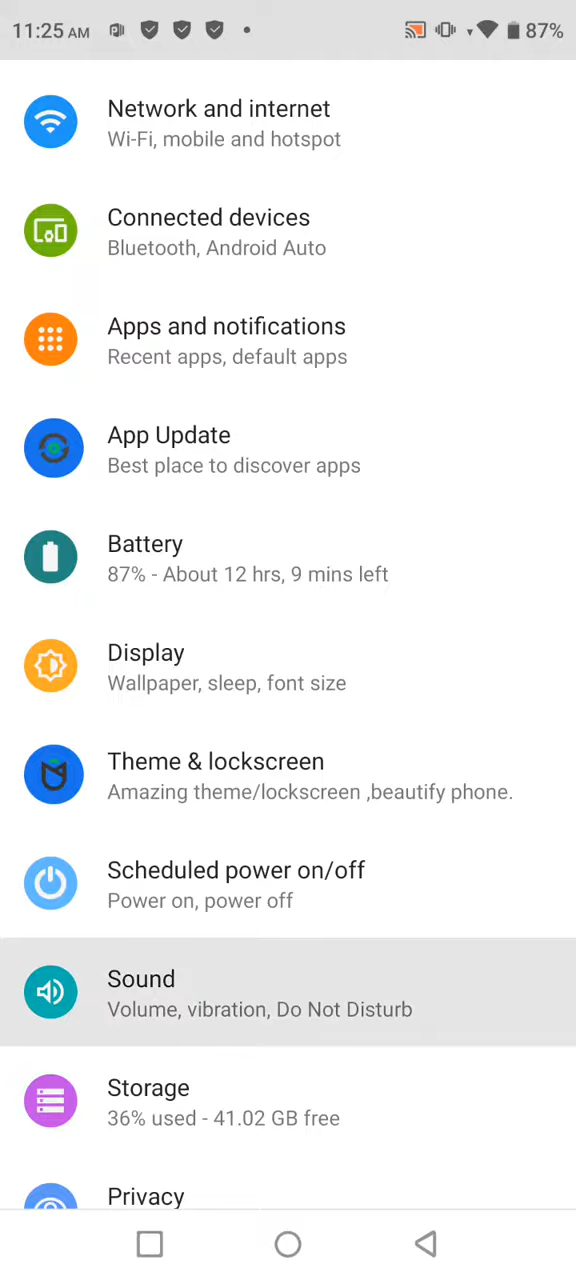 11:25 AM
87%
Network and internet
Wi-Fi, mobile and hotspot
Connected devices
Bluetooth, Android Auto
Apps and notifications
Recent apps, default apps
App Update
Best place to discover apps
Battery
87% - About 12 hrs, 9 mins left
Display
Wallpaper, sleep, font size
Theme & lockscreen
Amazing theme/lockscreen ,beautify phone.
Scheduled power on/off
Power on, power off
Sound
Volume, vibration, Do Not Disturb
Storage
36% used - 41.02 GB free
Privacy